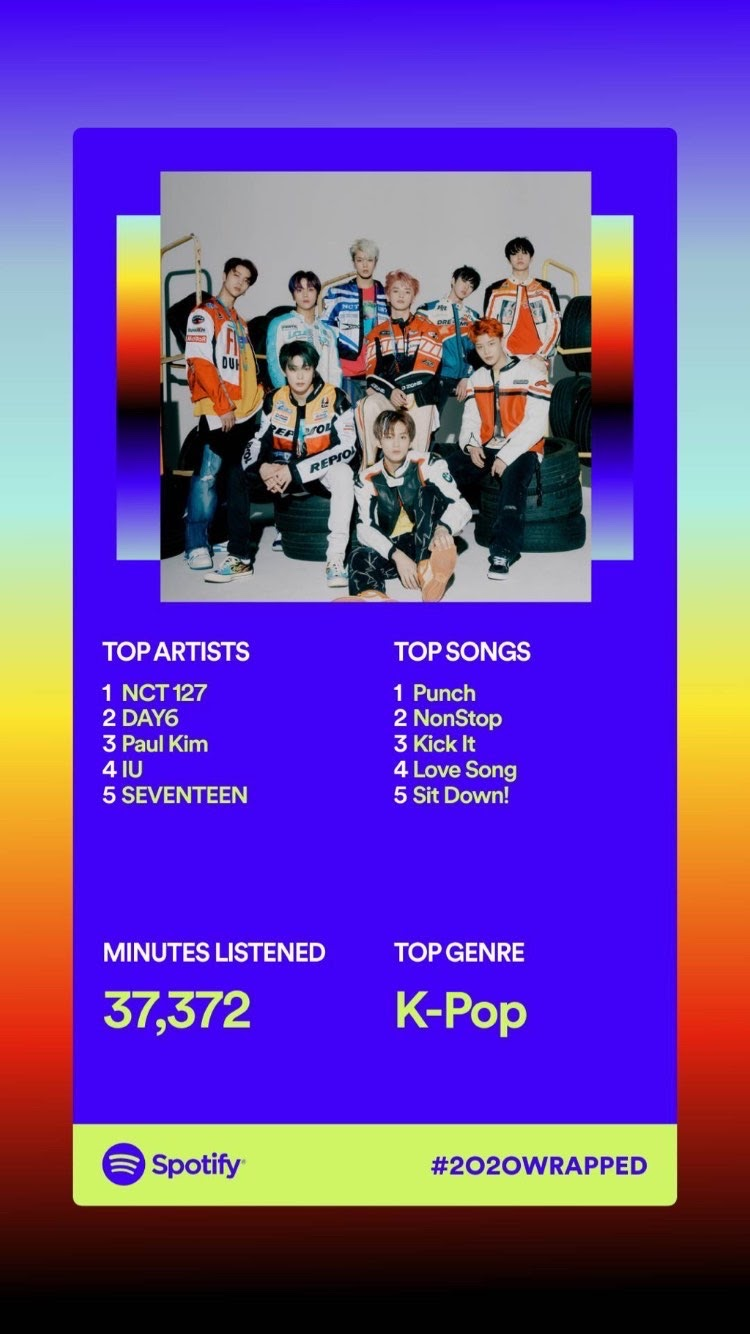 NCT
REPSOL
TOP ARTISTS
1 NCT 127
2 DAY6
3 Paul Kim
4 IU
5 SEVENTEEN
TOP SONGS
1 Punch
2 NonStop
3 Kick It
4 Love Song
5 Sit Down!
MINUTES LISTENED
37,372
TOP GENRE
K-Pop
Spotify
#2020WRAPPED